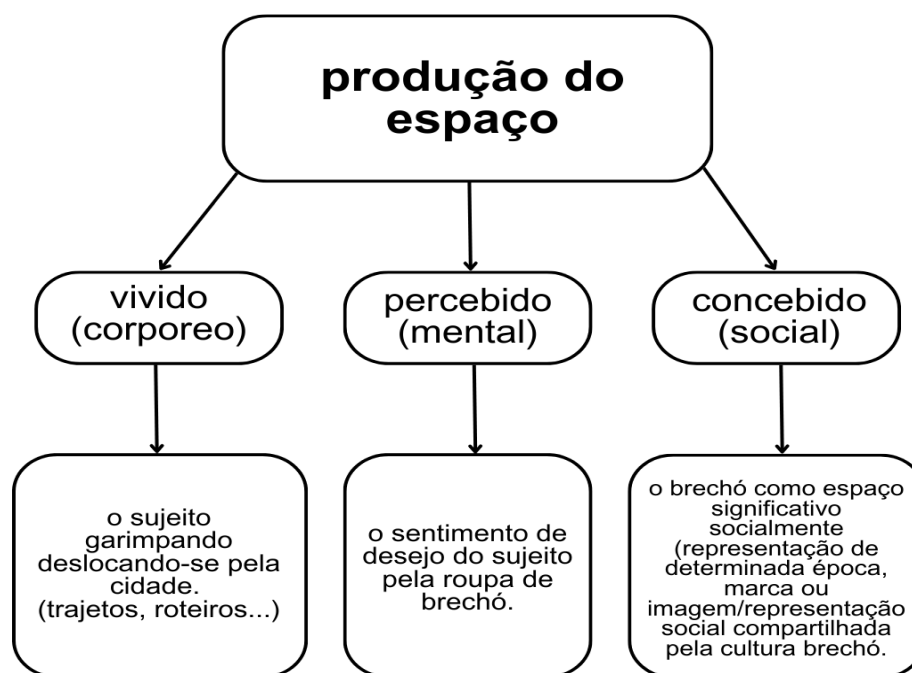 produção do
espaço
vivido
(corporeo)
percebido
(mental)
concebido
(social)
o sujeito
garimpando
deslocando-se pela
cidade.
(trajetos, roteiros...)
o sentimento de
desejo do sujeito
pela roupa de
brechó.
o brechó como espaço
significativo
socialmente
(representação de
determinada época,
marca ou
imagem/representação
social compartilhada
pela cultura brechó.